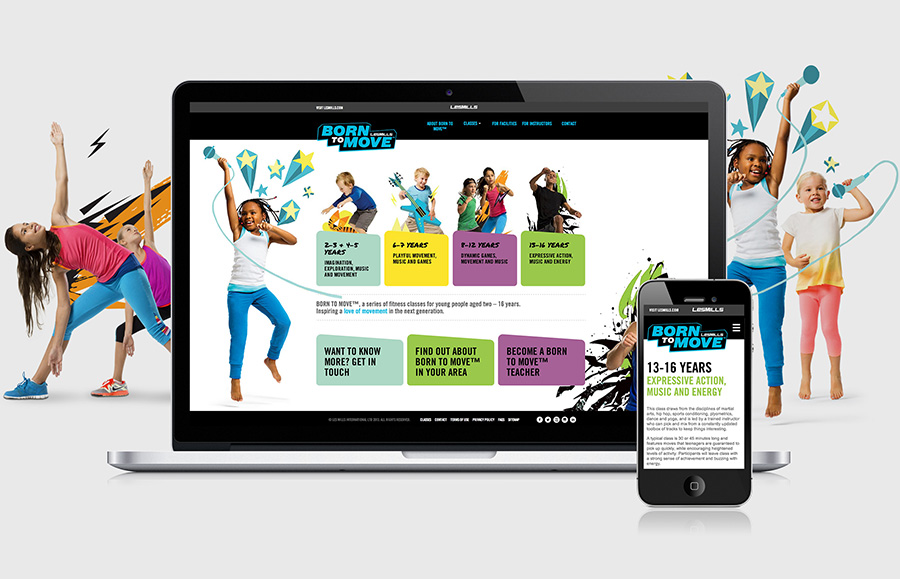 VISIT LESMILLS.COM
LESMILLS
BORN
TO
MOVE
LESMILLS
ABOUT BORN TO
MOVE™
CLASSES
FOR FACILITIES
FOR INSTRUCTORS
CONTACT
2-3 + 4-5
YEARS
IMAGINATION,
EXPLORATION, MUSIC
AND MOVEMENT
6-7 YEARS
PLAYFUL MOVEMENT,
MUSIC AND GAMES
8-12 YEARS
DYNAMIC GAMES,
MOVEMENT AND MUSIC
13-16 YEARS
EXPRESSIVE ACTION,
MUSIC AND ENERGY
BORN TO MOVE™, a series of fitness classes for young people aged two – 16 years.
Inspiring a love of movement in the next generation.
WANT TO KNOW
MORE? GET IN
TOUCH
FIND OUT ABOUT
BORN TO MOVE™
IN YOUR AREA
BECOME A BORN
TO MOVE™
TEACHER
© LES MILLS INTERNATIONAL LTD 2013. ALL RIGHTS RESERVED.
CLASSES
CONTACT
TERMS OF USE
PRIVACY POLICY
FAQS
SITEMAP
VISIT LESMILLS.COM
LESMILLS
BORN
TO
MOVE
LESMILLS
13-16 YEARS
EXPRESSIVE ACTION,
MUSIC AND ENERGY
This class draws from the disciplines of martial
arts, hip hop, sports conditioning, plyometrics,
dance and yoga, and is led by a trained instructor
who can pick and mix from a constantly updated
toolbox of tracks to keep things interesting.
A typical class is 30 or 45 minutes long and
features moves that teenagers are guaranteed to
pick up quickly, while encouraging heightened
levels of activity. Participants will leave class with
a strong sense of achievement and buzzing with
energy.